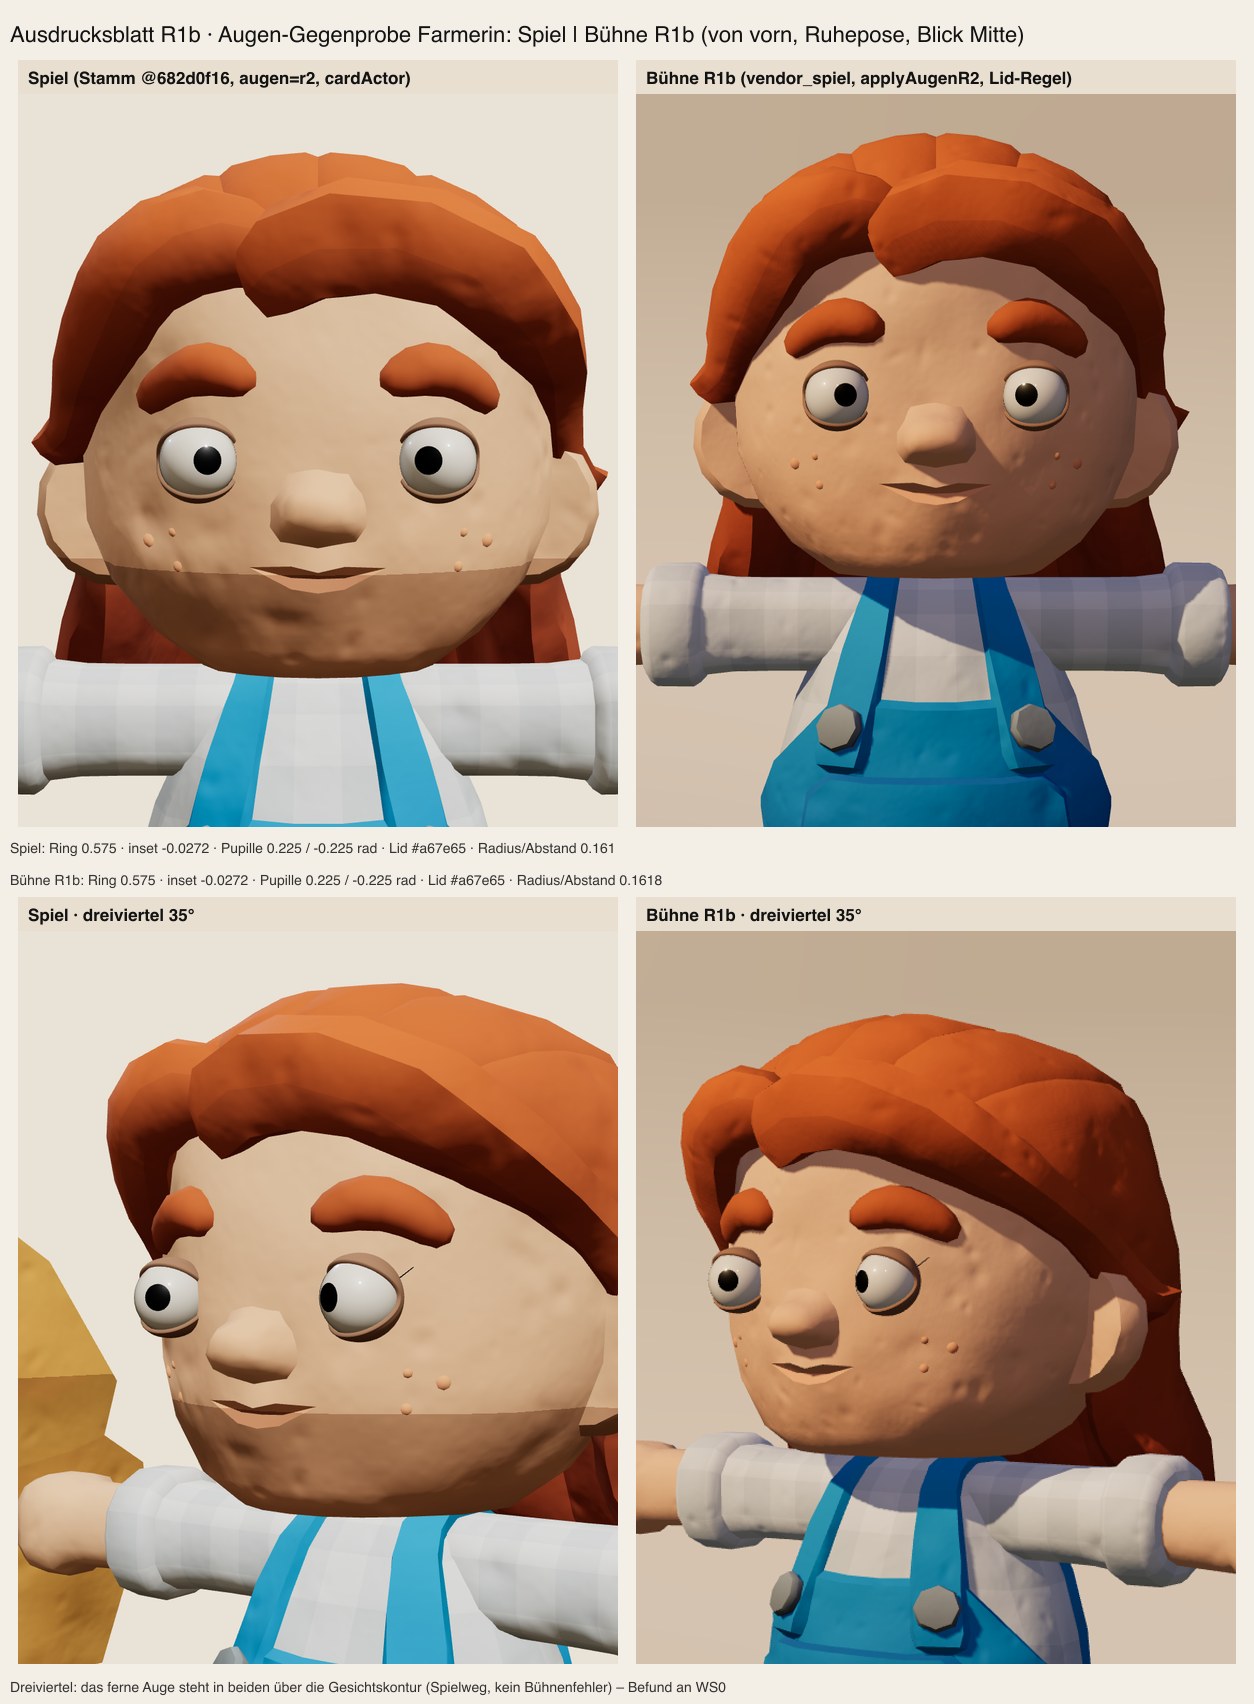 Ausdrucksblatt R1b · Augen-Gegenprobe Farmerin: Spiel | Bühne R1b (von vorn, Ruhepose, Blick Mitte)
Spiel (Stamm @682d0f16, augen=r2, cardActor)
Bühne R1b (vendor_spiel, applyAugenR2, Lid-Regel)
Spiel: Ring 0.575 · inset -0.0272 · Pupille 0.225 / -0.225 rad · Lid #a67e65 · Radius/Abstand 0.161
Bühne R1b: Ring 0.575 · inset -0.0272 · Pupille 0.225 / -0.225 rad · Lid #a67e65 · Radius/Abstand 0.1618
Spiel · dreiviertel 35°
Bühne R1b · dreiviertel 35°
Dreiviertel: das ferne Auge steht in beiden über die Gesichtskontur (Spielweg, kein Bühnenfehler) – Befund an WS0